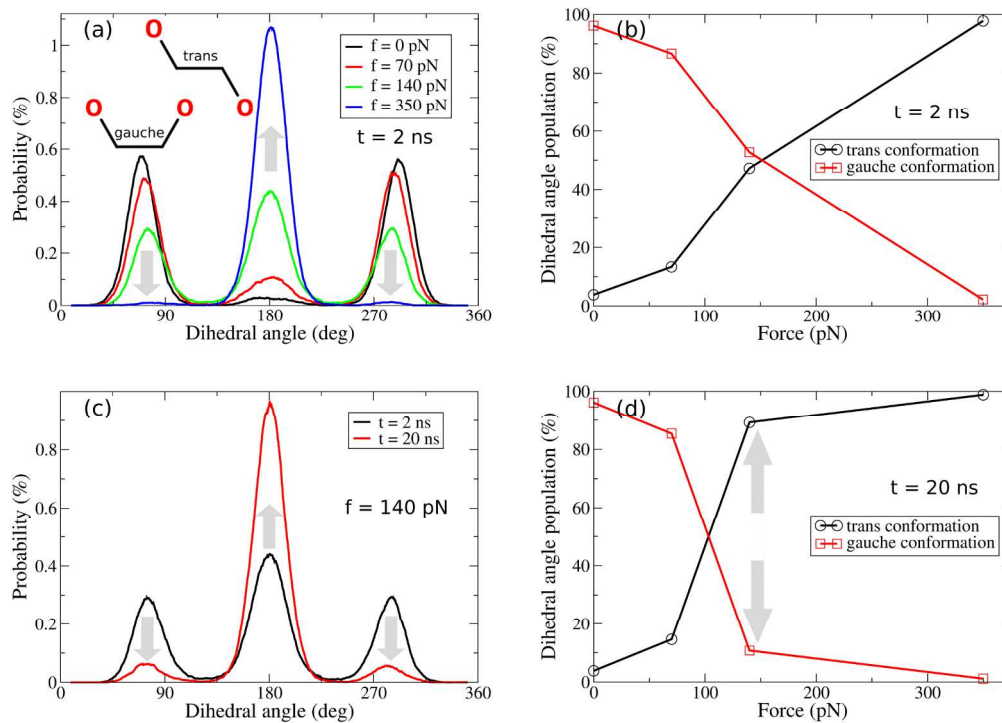 (a)
O
trans
O
O
O
gauche
f = 0 pN
f = 70 pN
f = 140 pN
f = 350 pN
t = 2 ns
Probability (%)
1
0.8
0.6
0.4
0.2
0
0
90
180
270
360
Dihedral angle (deg)
(b)
t = 2 ns
trans conformation
gauche conformation
Dihedral angle population (%)
100
80
60
40
20
0
0
100
200
300
Force (pN)
(c)
t = 2 ns
t = 20 ns
f = 140 pN
Probability (%)
0.8
0.6
0.4
0.2
0
0
90
180
270
360
Dihedral angle (deg)
(d)
t = 20 ns
trans conformation
gauche conformation
Dihedral angle population (%)
100
80
60
40
20
0
0
100
200
300
Force (pN)